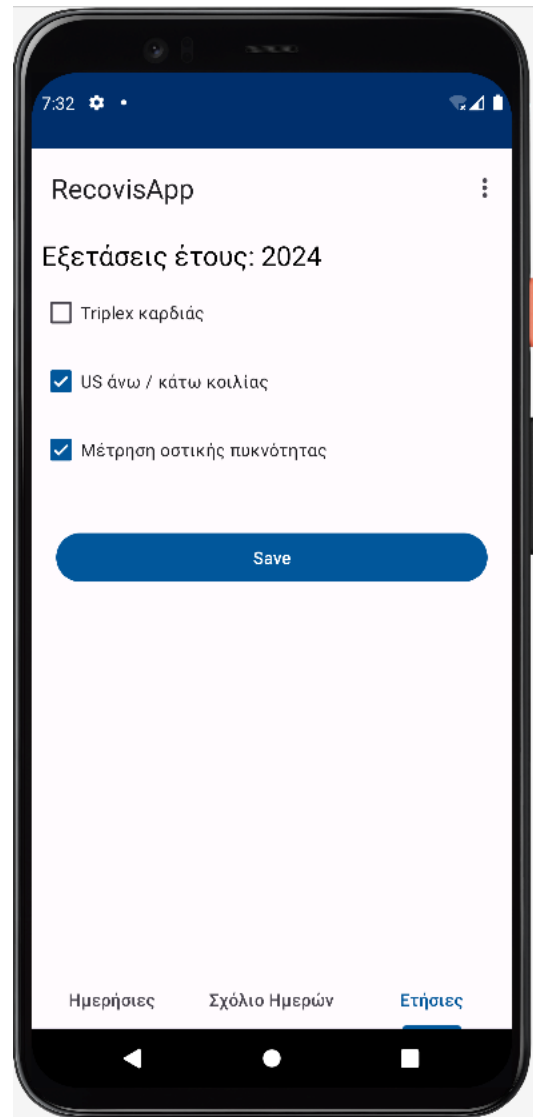 7:32
RecovisApp
Εξετάσεις έτους: 2024
Triplex καρδιάς
US άνω / κάτω κοιλίας
Μέτρηση οστικής πυκνότητας
Save
Ημερήσιες Σχόλιο Ημερών Ετήσιες